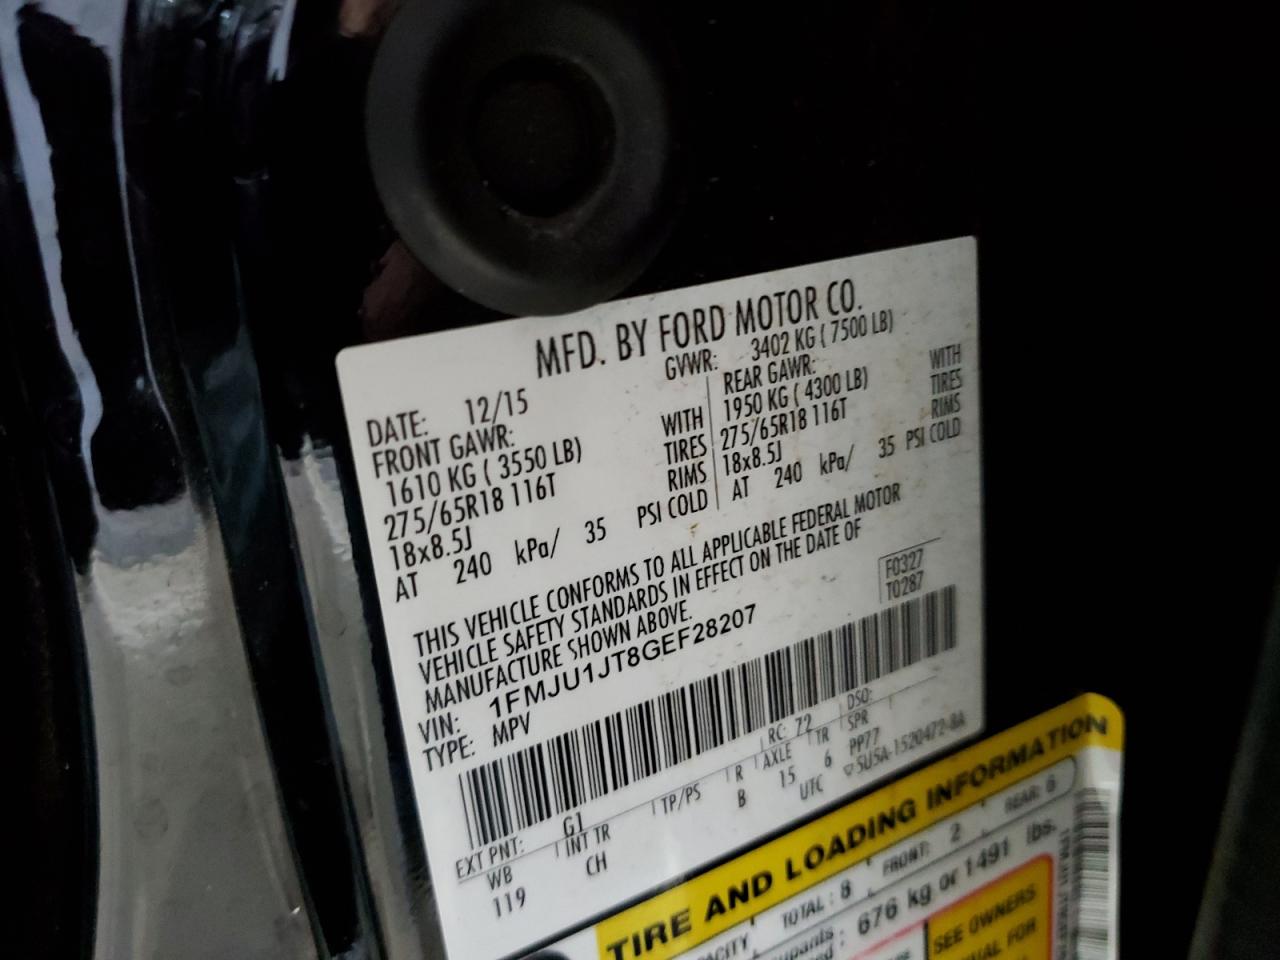 MFD. BY FORD MOTOR CO.
DATE: 12/15 GVWR: 3402 KG ( 7500 LB)
FRONT GAWR: REAR GAWR:
1610 KG ( 3550 LB) WITH 1950 KG ( 4300 LB) WITH
275/65R18 116T TIRES 275/65R18 116T TIRES
18x8.5J RIMS 18x8.5J RIMS
AT 240 kPa/ 35 PSI COLD AT 240 kPa/ 35 PSI COLD
THIS VEHICLE CONFORMS TO ALL APPLICABLE FEDERAL MOTOR
VEHICLE SAFETY STANDARDS IN EFFECT ON THE DATE OF
MANUFACTURE SHOWN ABOVE.
F0327
T0287
VIN: 1FMJU1JT8GEF28207
TYPE: MPV
EXT PNT: G1 RC: 72 DSO:
WB INT TR TP/PS R AXLE TR SPR
119 CH B 15 6 PP77
UTC ▽5U5A-1520472-8A
TIRE AND LOADING INFORMATION
TOTAL : 8 FRONT: 2 REAR: 6
676 kg or 1491 lbs.
SEE OWNERS
FOR